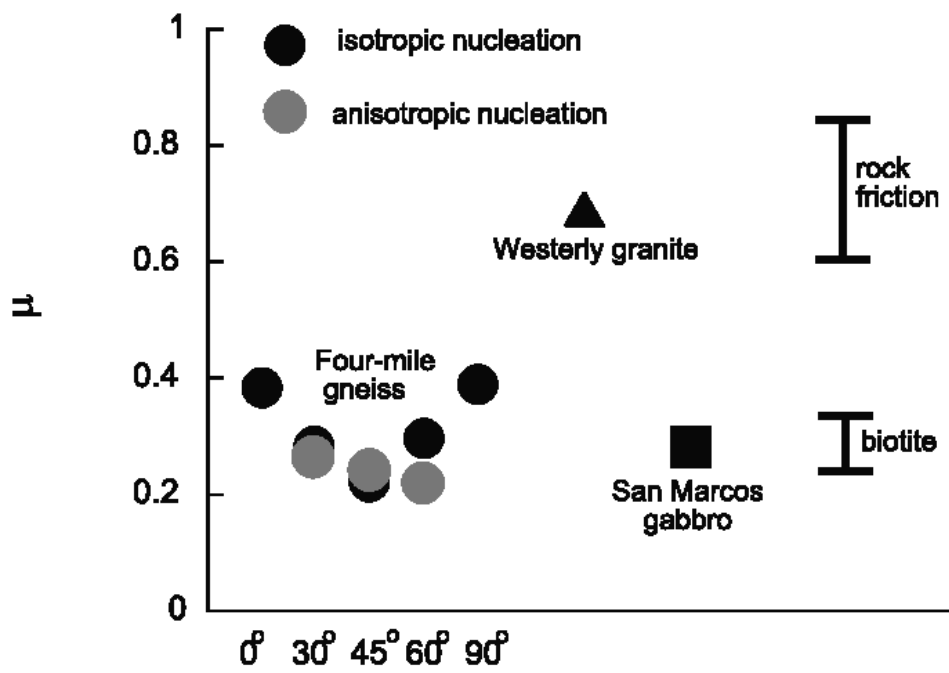 1
isotropic nucleation
anisotropic nucleation
0.8
rock
friction
Westerly granite
0.6
μ
Four-mile
gneiss
0.4
biotite
0.2
San Marcos
gabbro
0
0° 30° 45° 60° 90°